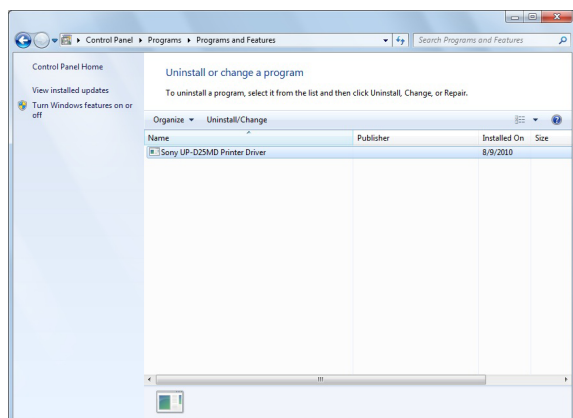 Control Panel Programs Programs and Features
Search Programs and Features
Control Panel Home
View installed updates
Turn Windows features on or
off
Uninstall or change a program
To uninstall a program, select it from the list and then click Uninstall, Change, or Repair.
Organize Uninstall/Change
Name Publisher Installed On Size
Sony UP-D25MD Printer Driver 8/9/2010